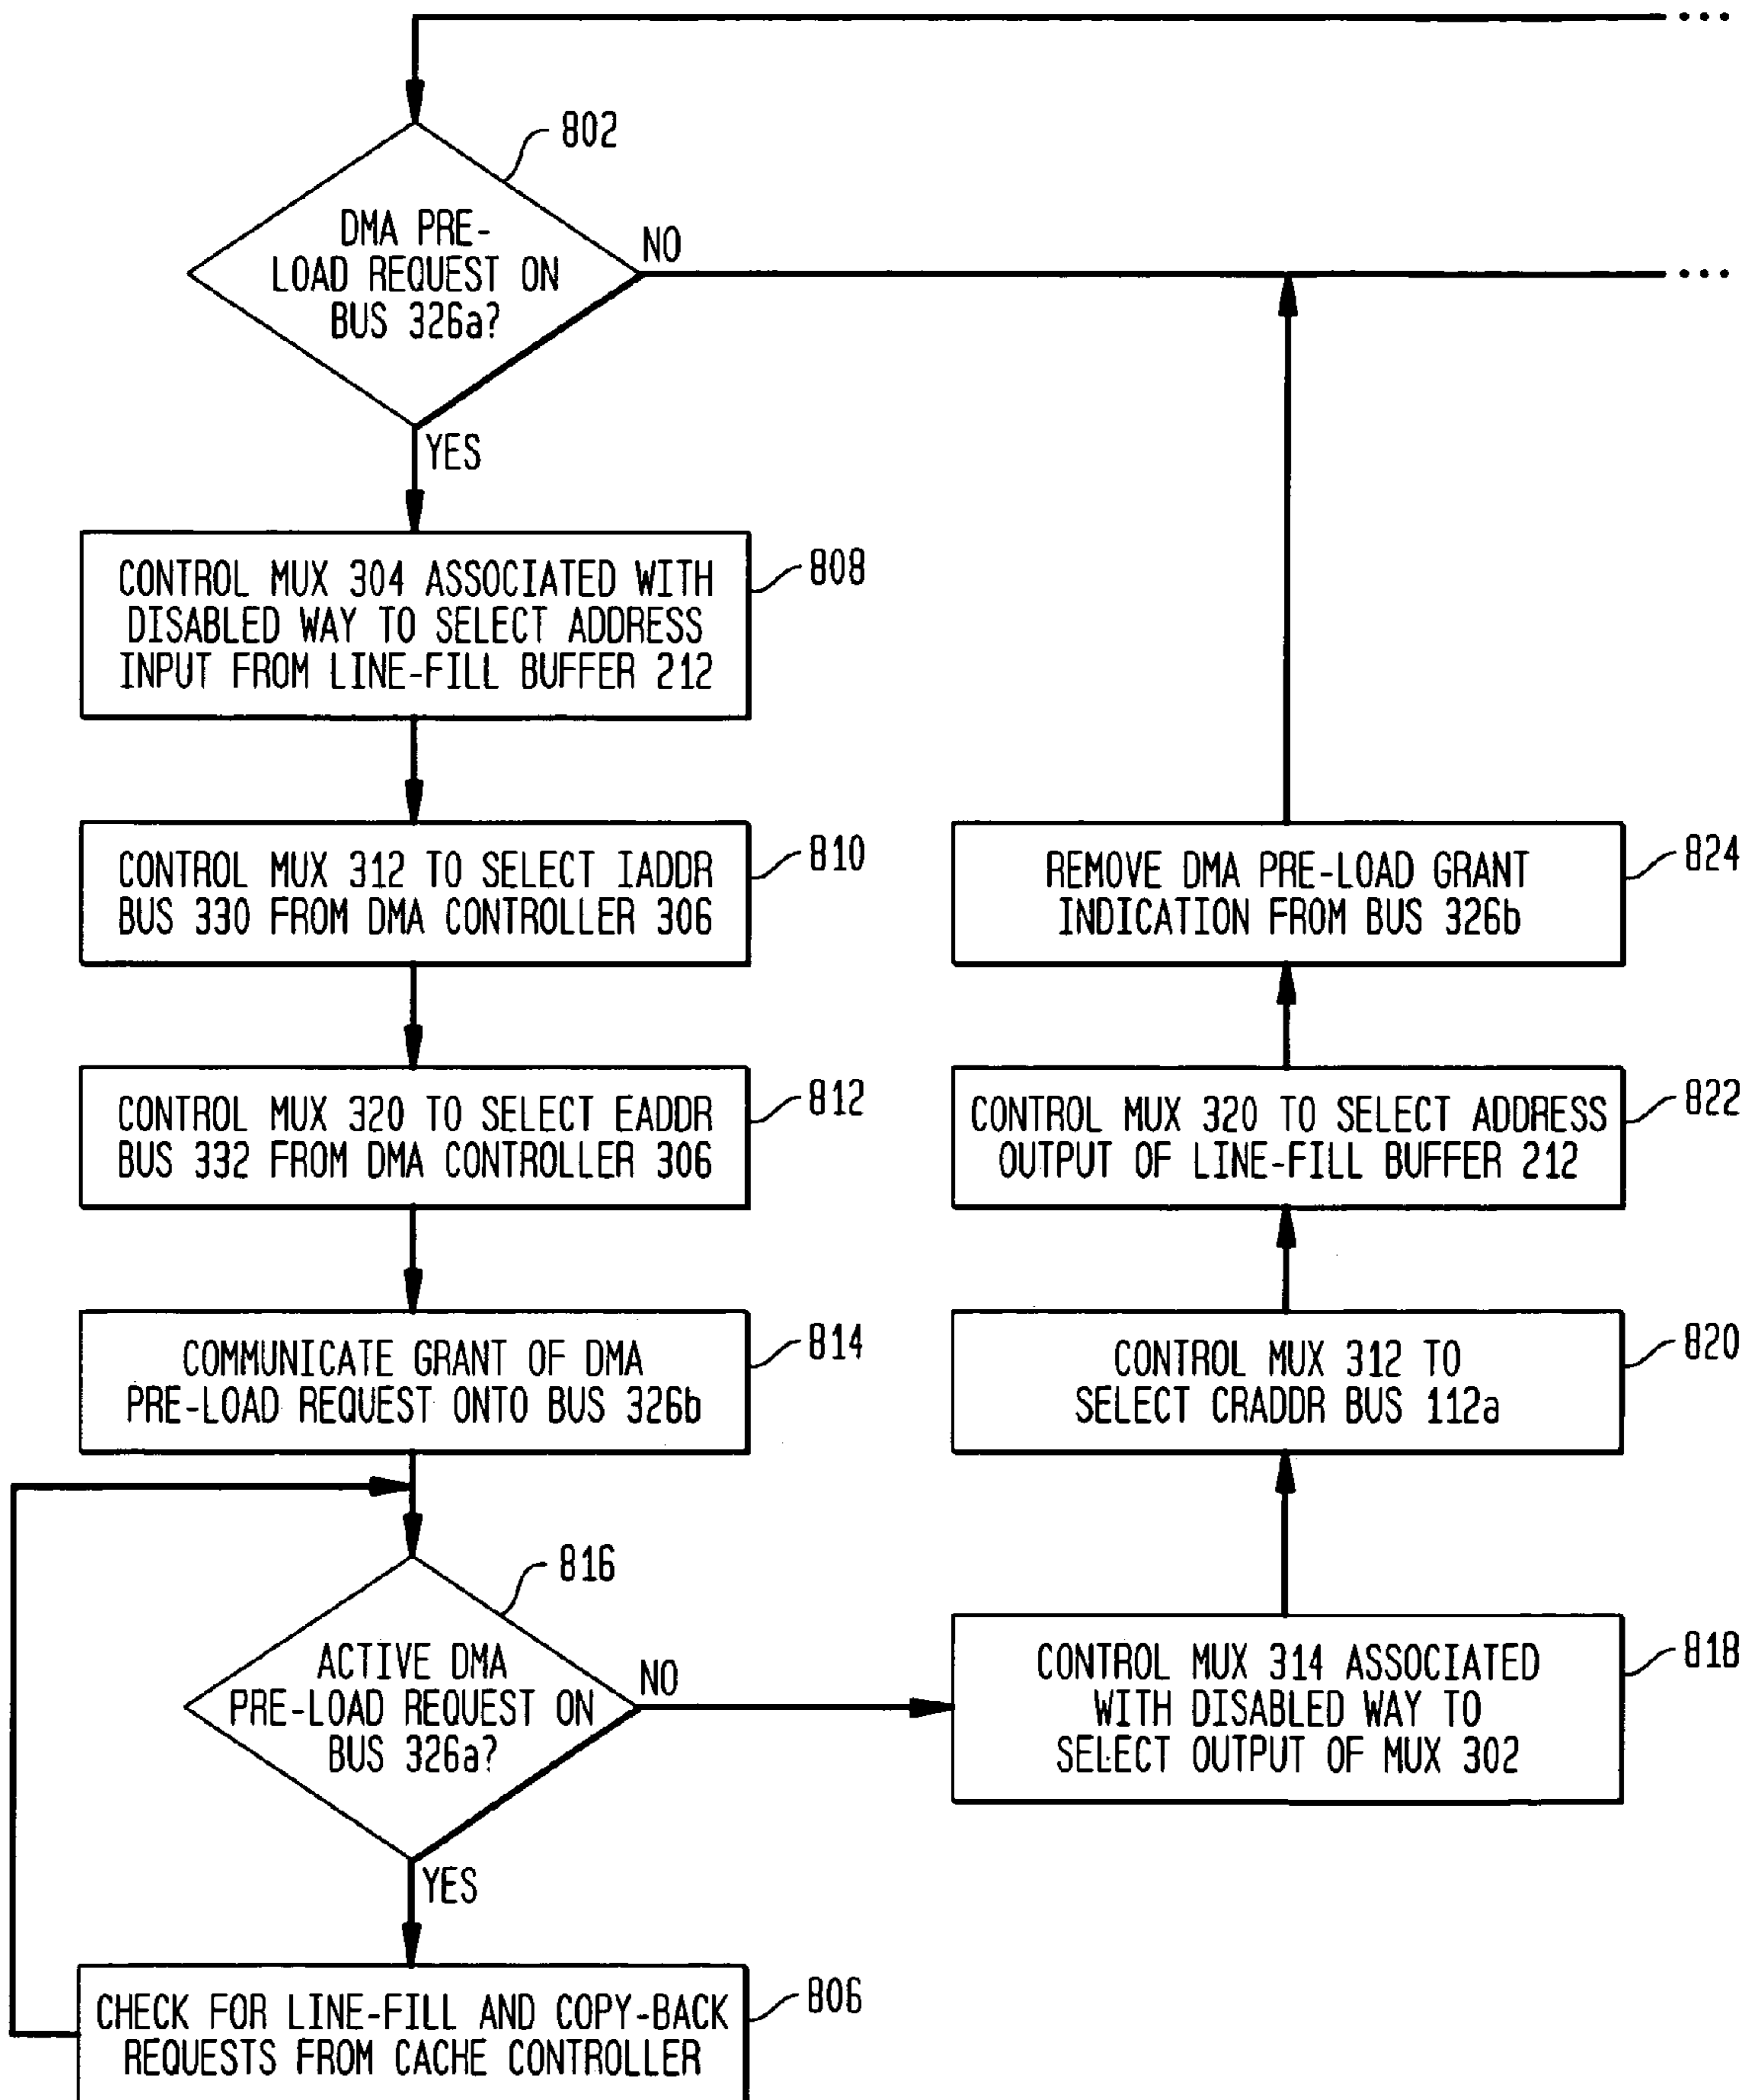 802
DMA PRE-
LOAD REQUEST ON
BUS 326a?
NO
YES
CONTROL MUX 304 ASSOCIATED WITH
DISABLED WAY TO SELECT ADDRESS
INPUT FROM LINE-FILL BUFFER 212
808
CONTROL MUX 312 TO SELECT IADDR
BUS 330 FROM DMA CONTROLLER 306
810
CONTROL MUX 320 TO SELECT EADDR
BUS 332 FROM DMA CONTROLLER 306
812
COMMUNICATE GRANT OF DMA
PRE-LOAD REQUEST ONTO BUS 326b
814
816
ACTIVE DMA
PRE-LOAD REQUEST ON
BUS 326a?
NO
YES
CHECK FOR LINE-FILL AND COPY-BACK
REQUESTS FROM CACHE CONTROLLER
806
CONTROL MUX 314 ASSOCIATED
WITH DISABLED WAY TO
SELECT OUTPUT OF MUX 302
818
CONTROL MUX 312 TO
SELECT CRADDR BUS 112a
820
CONTROL MUX 320 TO SELECT ADDRESS
OUTPUT OF LINE-FILL BUFFER 212
822
REMOVE DMA PRE-LOAD GRANT
INDICATION FROM BUS 326b
824